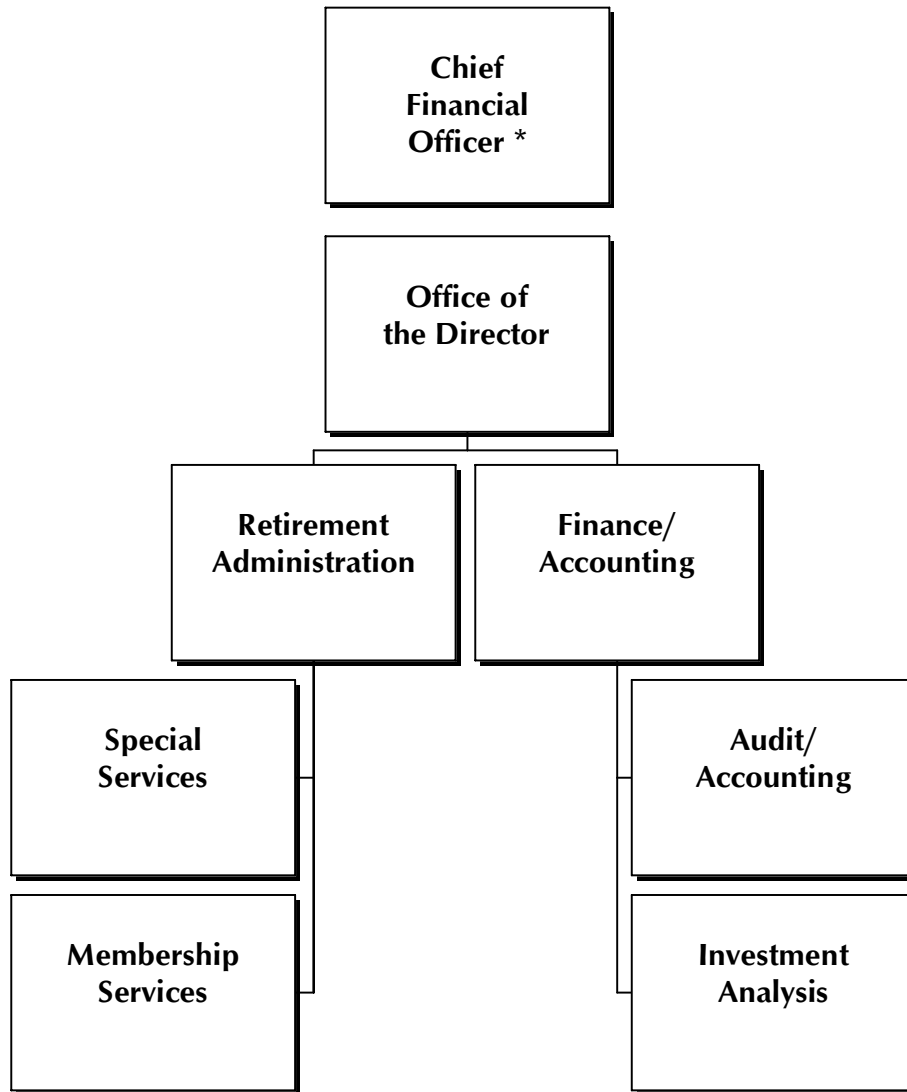 Chief
Financial
Officer *
Office of
the Director
Retirement
Administration
Finance/
Accounting
Special
Services
Audit/
Accounting
Membership
Services
Investment
Analysis